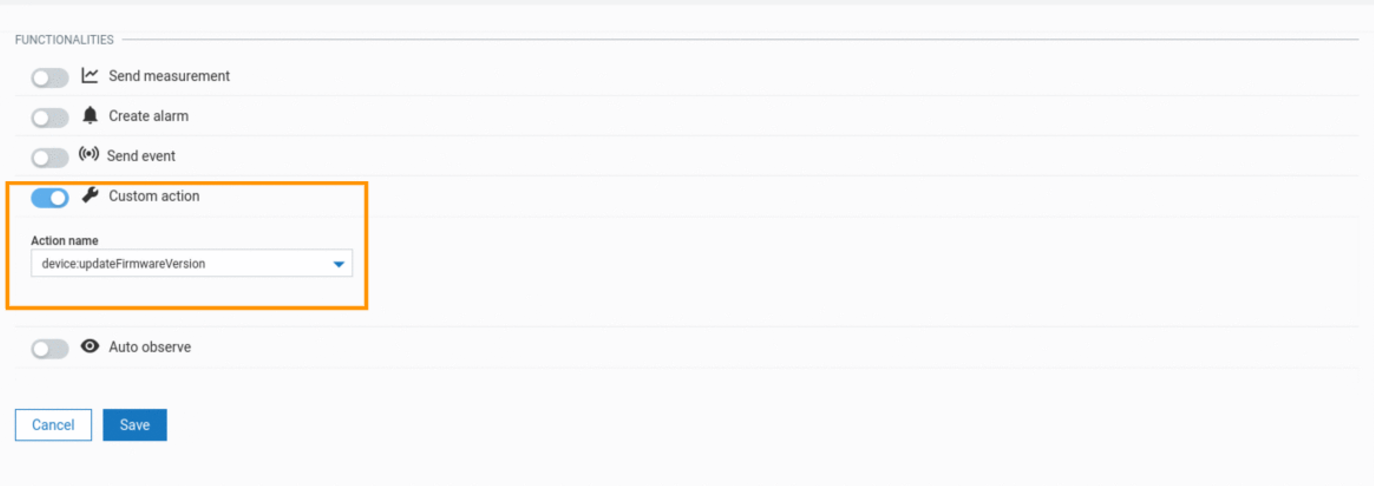 FUNCTIONALITIES
Send measurement
Create alarm
Send event
Custom action
Action name
device:updateFirmwareVersion
Auto observe
Cancel Save